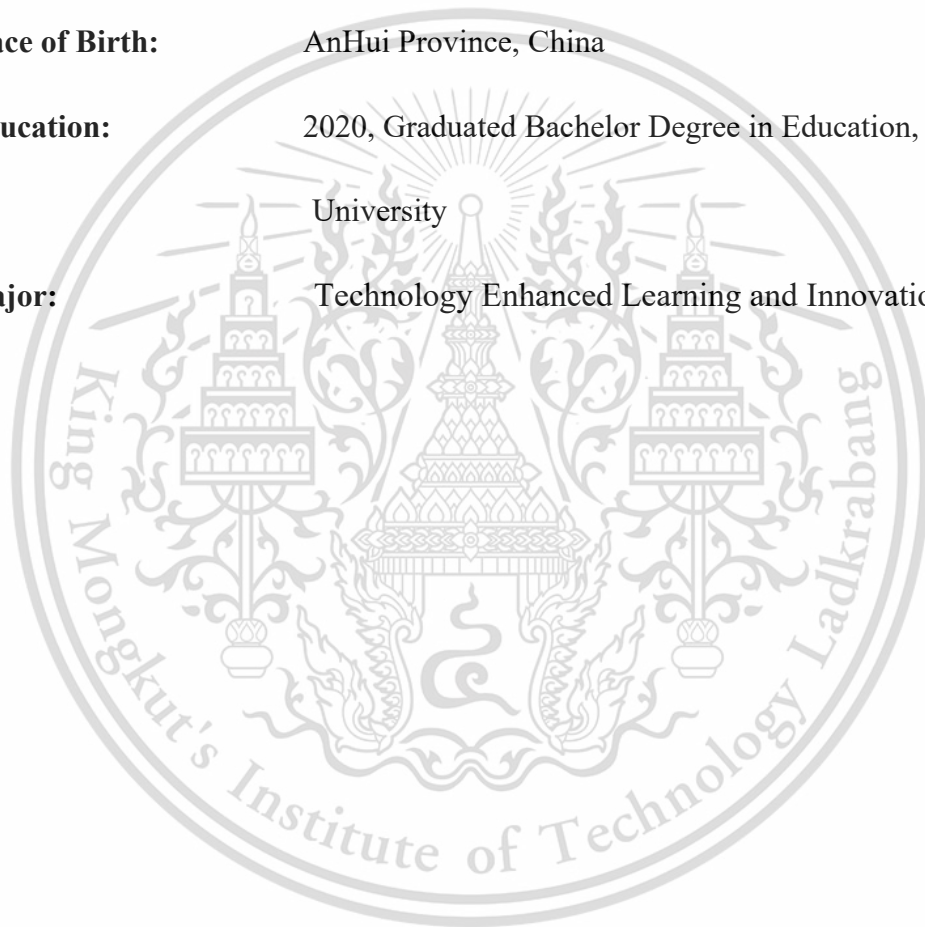 ace of Birth: AnHui Province, China
ucation: 2020, Graduated Bachelor Degree in Education,
University
ajor: Technology Enhanced Learning and Innovatio
King Mongkut's Institute of Technology Ladkrabang